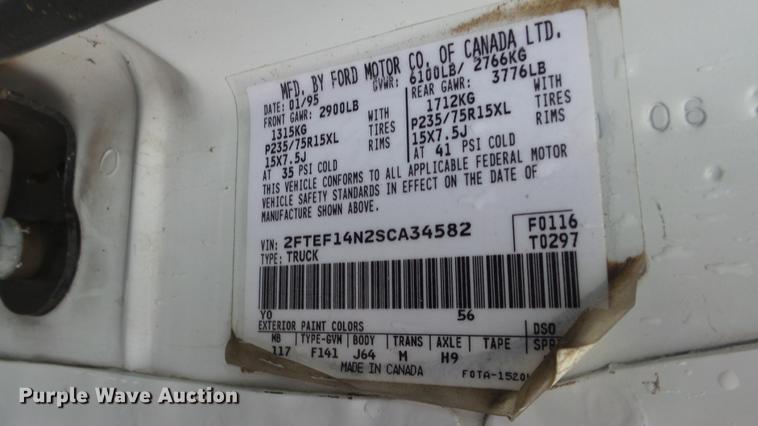 MFD. BY FORD MOTOR CO. OF CANADA LTD.
DATE: 01/95 GVWR: 6100LB/ 2766KG
FRONT GAWR: 2900LB REAR GAWR: 3776LB
1315KG WITH 1712KG WITH
P235/75R15XL TIRES P235/75R15XL TIRES
15X7.5J RIMS 15X7.5J RIMS
AT 35 PSI COLD AT 41 PSI COLD
THIS VEHICLE CONFORMS TO ALL APPLICABLE FEDERAL MOTOR
VEHICLE SAFETY STANDARDS IN EFFECT ON THE DATE OF
MANUFACTURE SHOWN ABOVE.
VIN: 2FTEF14N2SCA34582 F0116
TYPE: TRUCK T0297
YO 56
EXTERIOR PAINT COLORS DSO
WB TYPE-GVM BODY TRANS AXLE TAPE SPR
117 F141 J64 M H9
MADE IN CANADA
06
Purple Wave Auction